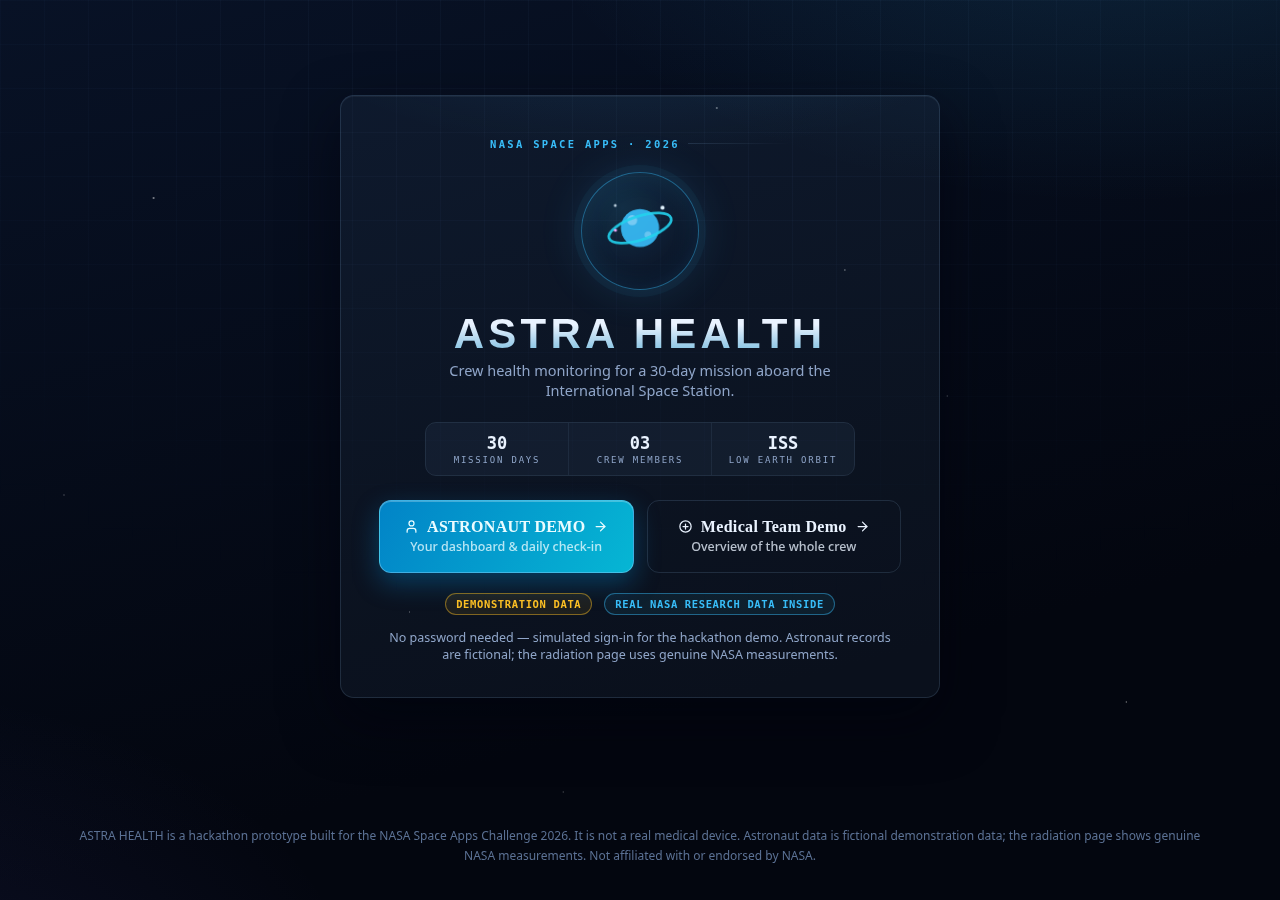 NASA SPACE APPS · 2026
ASTRA HEALTH
Crew health monitoring for a 30-day mission aboard the
International Space Station.
30
MISSION DAYS
03
CREW MEMBERS
ISS
LOW EARTH ORBIT
ASTRONAUT DEMO →
Your dashboard & daily check-in
Medical Team Demo →
Overview of the whole crew
DEMONSTRATION DATA
REAL NASA RESEARCH DATA INSIDE
No password needed — simulated sign-in for the hackathon demo. Astronaut records
are fictional; the radiation page uses genuine NASA measurements.
ASTRA HEALTH is a hackathon prototype built for the NASA Space Apps Challenge 2026. It is not a real medical device. Astronaut data is fictional demonstration data; the radiation page shows genuine
NASA measurements. Not affiliated with or endorsed by NASA.